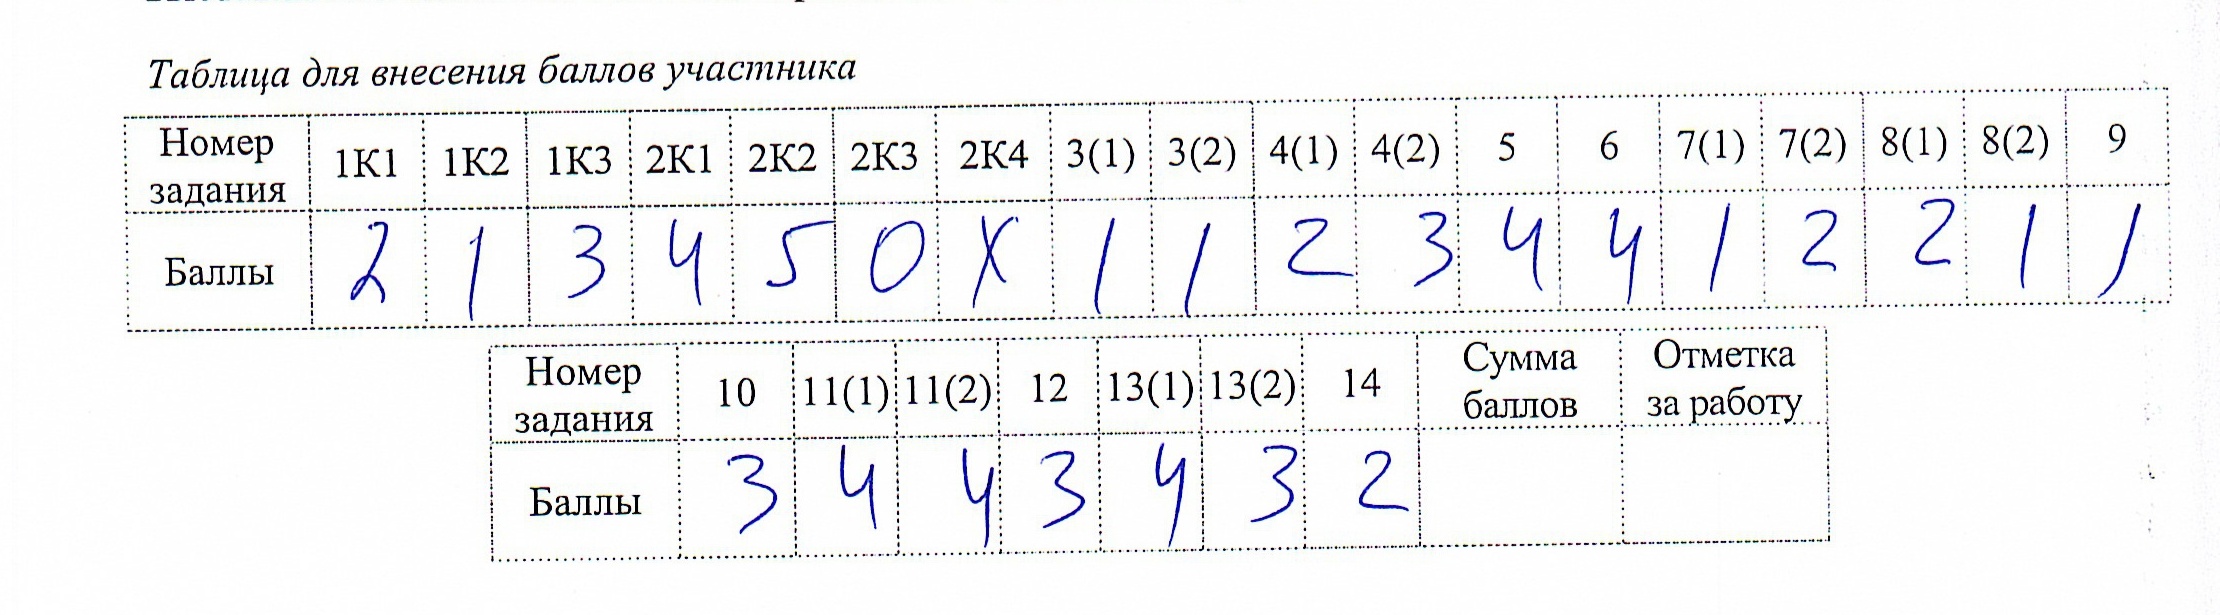 Таблица для внесения баллов участника
Номер задания 1К1 1К2 1К3 2К1 2К2 2К3 2К4 3(1) 3(2) 4(1) 4(2) 5 6 7(1) 7(2) 8(1) 8(2) 9
Баллы 2 1 3 4 5 0 X 1 1 2 3 4 4 1 2 2 1 1
Номер задания 10 11(1) 11(2) 12 13(1) 13(2) 14 Сумма баллов Отметка за работу
Баллы 3 4 4 3 4 3 2